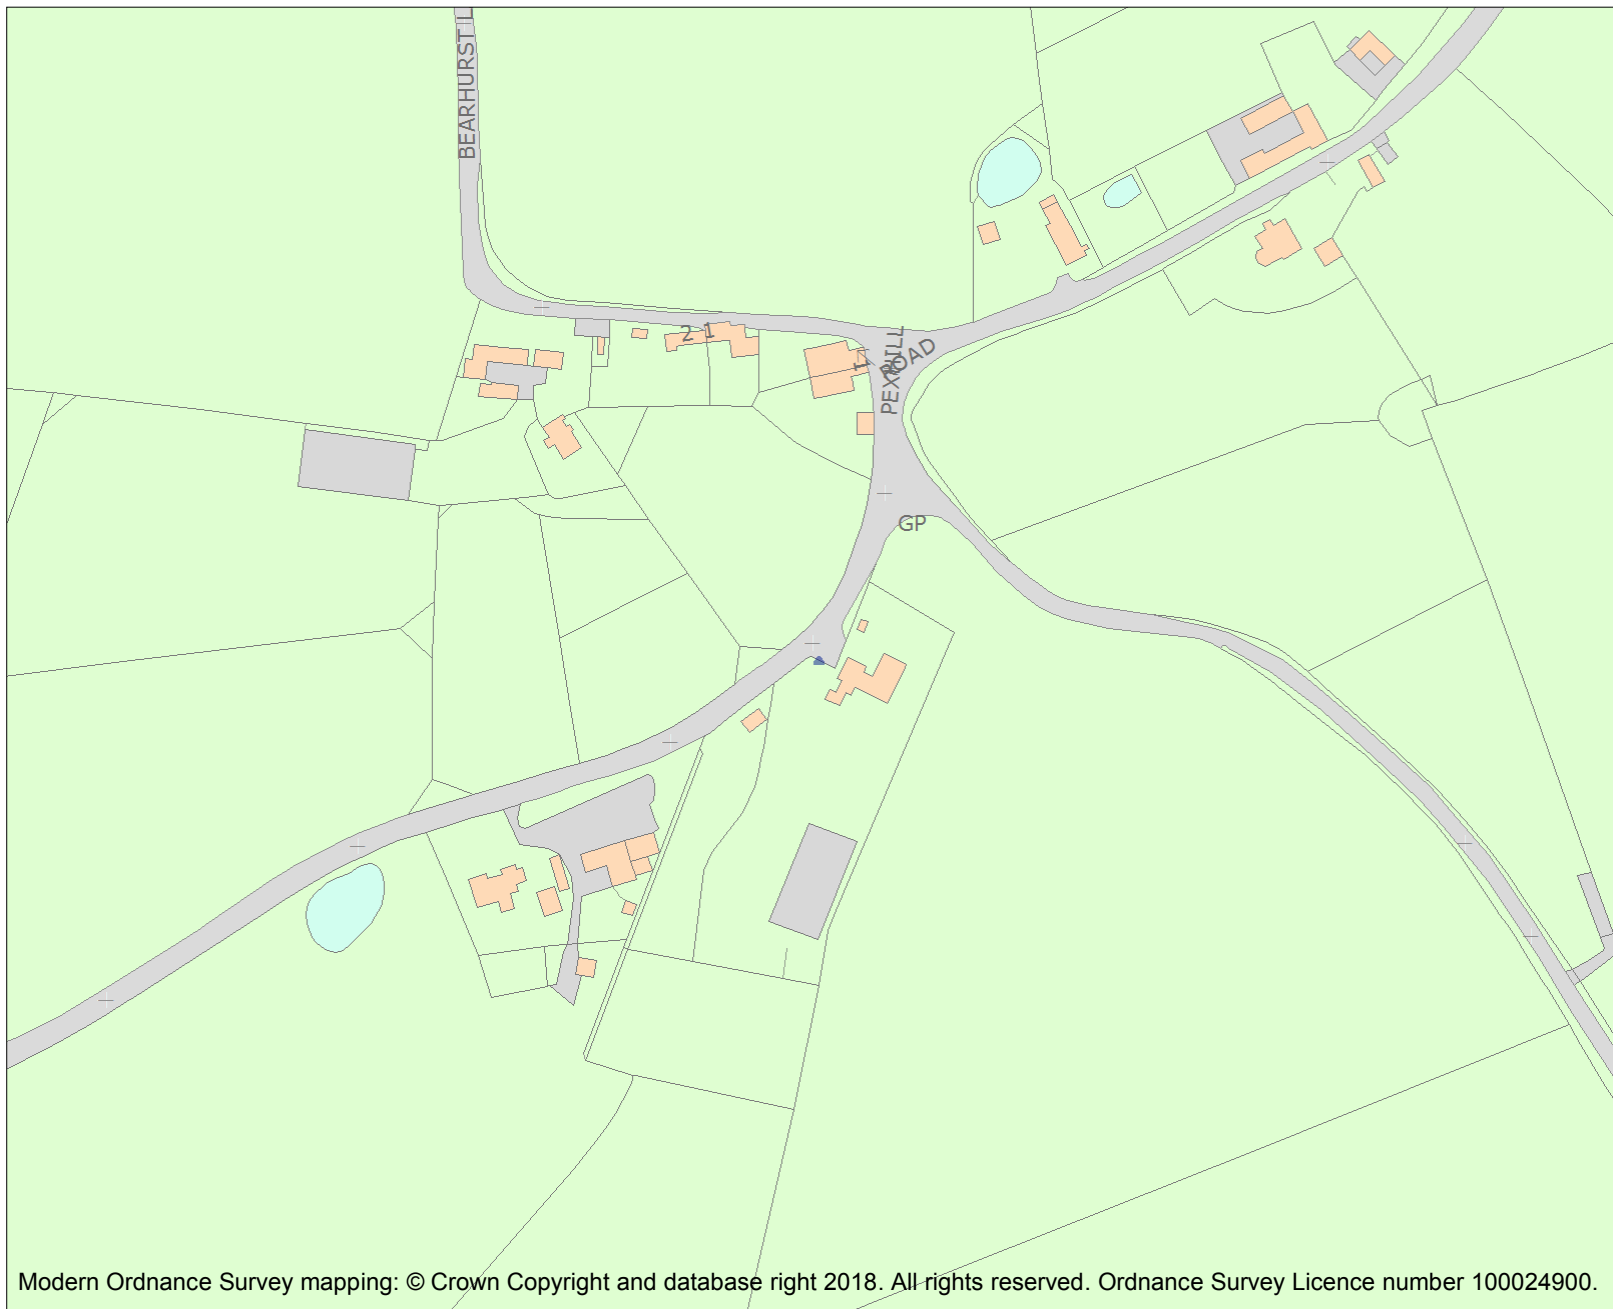 BEARHURST L
2 1
1
PEXHILL
ROAD
GP
Modern Ordnance Survey mapping: © Crown Copyright and database right 2018. All rights reserved. Ordnance Survey Licence number 100024900.